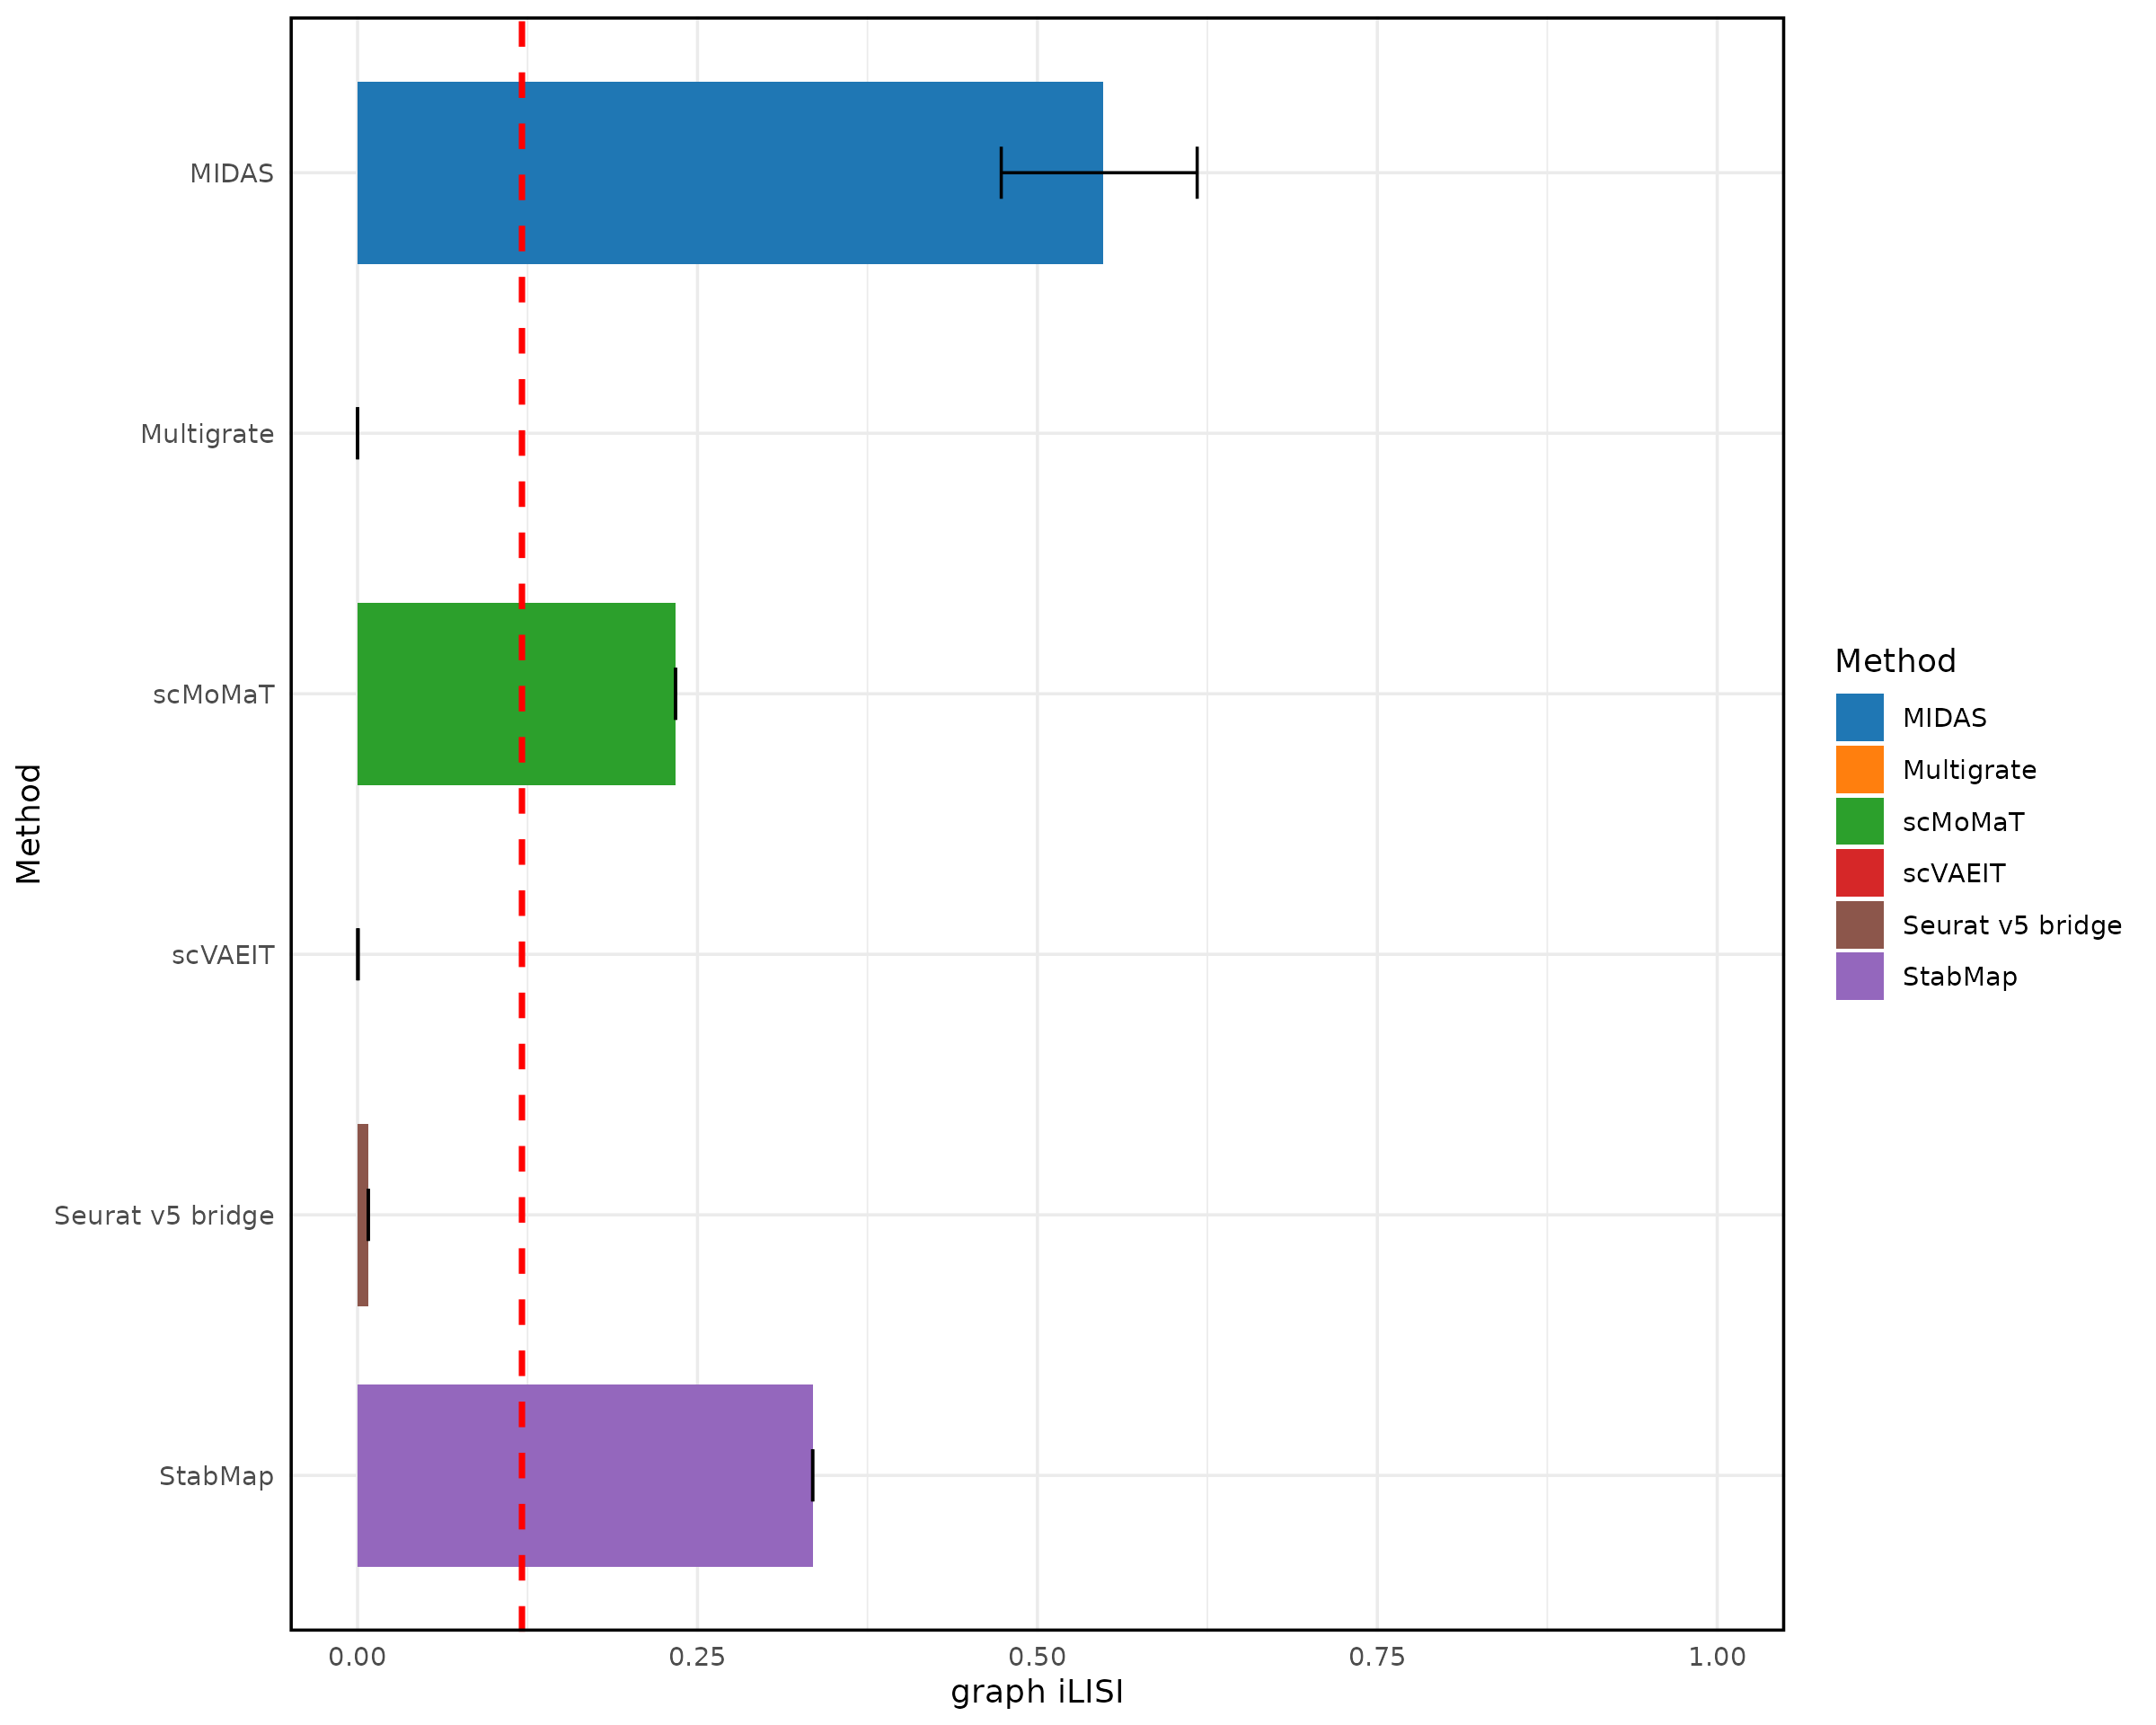 MIDAS
Multigrate
scMoMaT
scVAEIT
Seurat v5 bridge
StabMap
Method
0.00 0.25 0.50 0.75 1.00
graph iLISI
Method
MIDAS
Multigrate
scMoMaT
scVAEIT
Seurat v5 bridge
StabMap